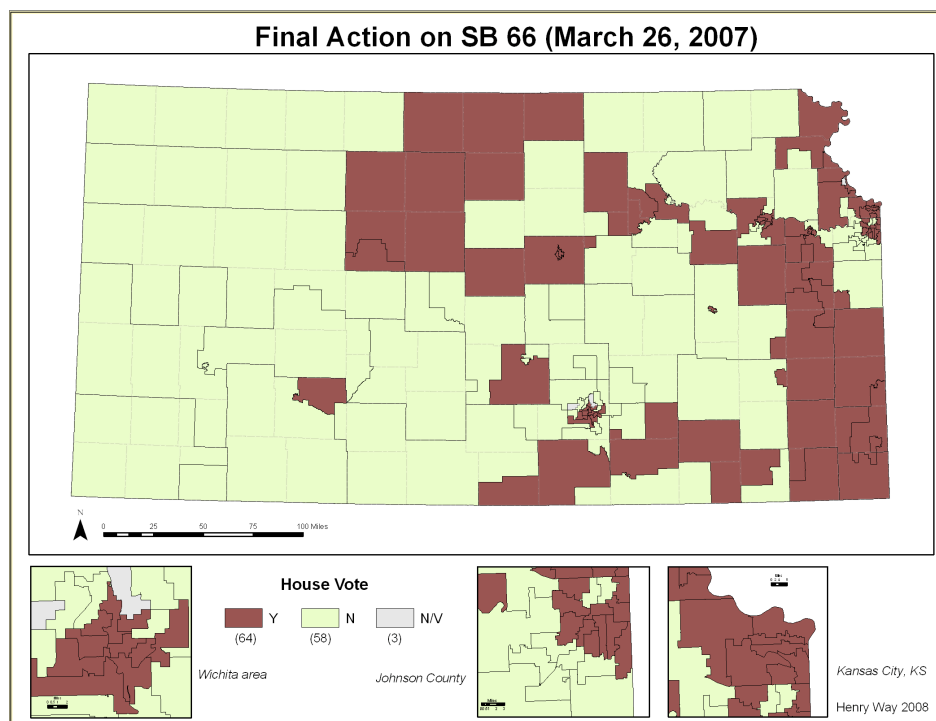 Final Action on SB 66 (March 26, 2007)
N
0 25 50 75 100 Miles
House Vote
Y N N/V
(64) (58) (3)
Wichita area
Johnson County
Kansas City, KS
Henry Way 2008